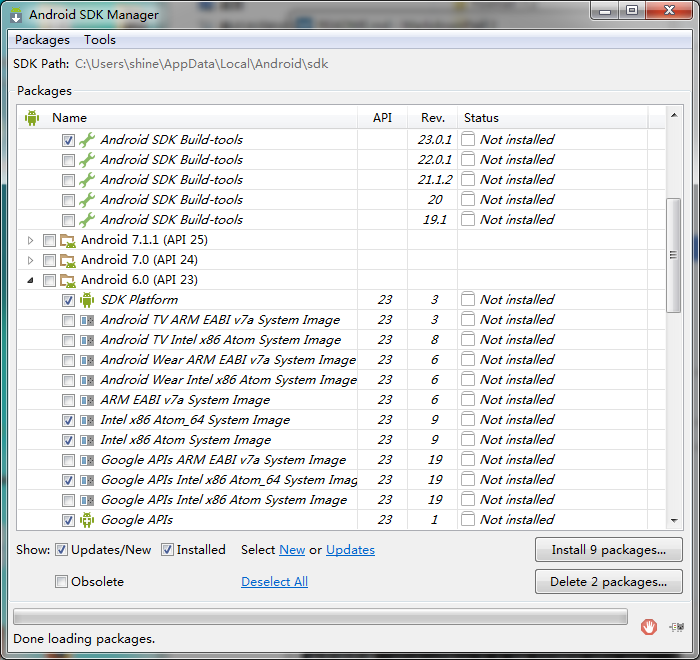 Android SDK Manager
Packages Tools
SDK Path: C:\Users\shine\AppData\Local\Android\sdk
Packages
Name API Rev. Status
Android SDK Build-tools 23.0.1 Not installed
Android SDK Build-tools 22.0.1 Not installed
Android SDK Build-tools 21.1.2 Not installed
Android SDK Build-tools 20 Not installed
Android SDK Build-tools 19.1 Not installed
Android 7.1.1 (API 25)
Android 7.0 (API 24)
Android 6.0 (API 23)
SDK Platform 23 3 Not installed
Android TV ARM EABI v7a System Image 23 3 Not installed
Android TV Intel x86 Atom System Image 23 8 Not installed
Android Wear ARM EABI v7a System Image 23 6 Not installed
Android Wear Intel x86 Atom System Image 23 6 Not installed
ARM EABI v7a System Image 23 6 Not installed
Intel x86 Atom_64 System Image 23 9 Not installed
Intel x86 Atom System Image 23 9 Not installed
Google APIs ARM EABI v7a System Image 23 19 Not installed
Google APIs Intel x86 Atom_64 System Imag 23 19 Not installed
Google APIs Intel x86 Atom System Image 23 19 Not installed
Google APIs 23 1 Not installed
Show: Updates/New Installed Select New or Updates Install 9 packages...
Obsolete Deselect All Delete 2 packages...
Done loading packages.